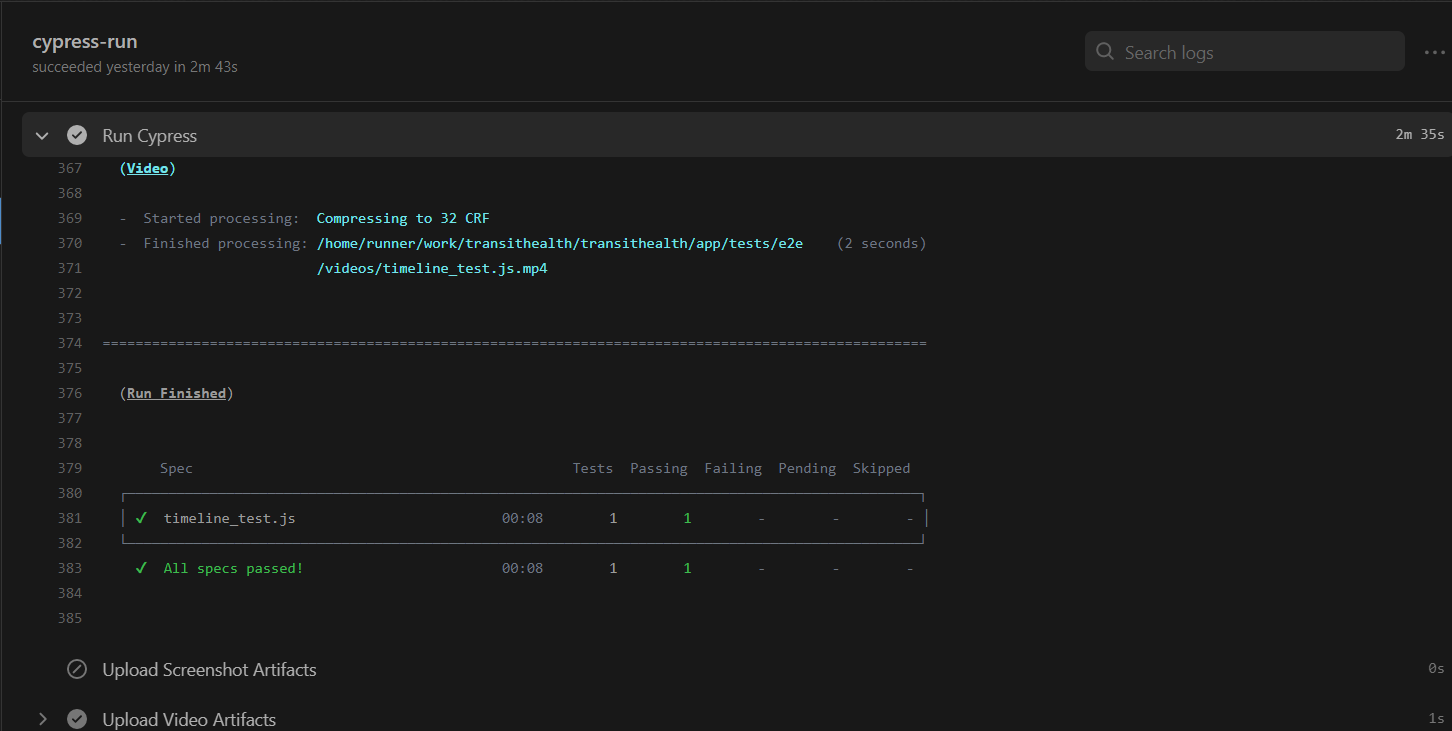 cypress-run
succeeded yesterday in 2m 43s
Search logs
Run Cypress 2m 35s
367 (Video)
368
369 - Started processing: Compressing to 32 CRF
370 - Finished processing: /home/runner/work/transithealth/transithealth/app/tests/e2e (2 seconds)
371 /videos/timeline_test.js.mp4
372
373
374 ====================================================================================================
375
376 (Run Finished)
377
378
379 Spec Tests Passing Failing Pending Skipped
380
381 ✓ timeline_test.js 00:08 1 1 - - -
382
383 ✓ All specs passed! 00:08 1 1 - - -
384
385
Upload Screenshot Artifacts 0s
Upload Video Artifacts 1s